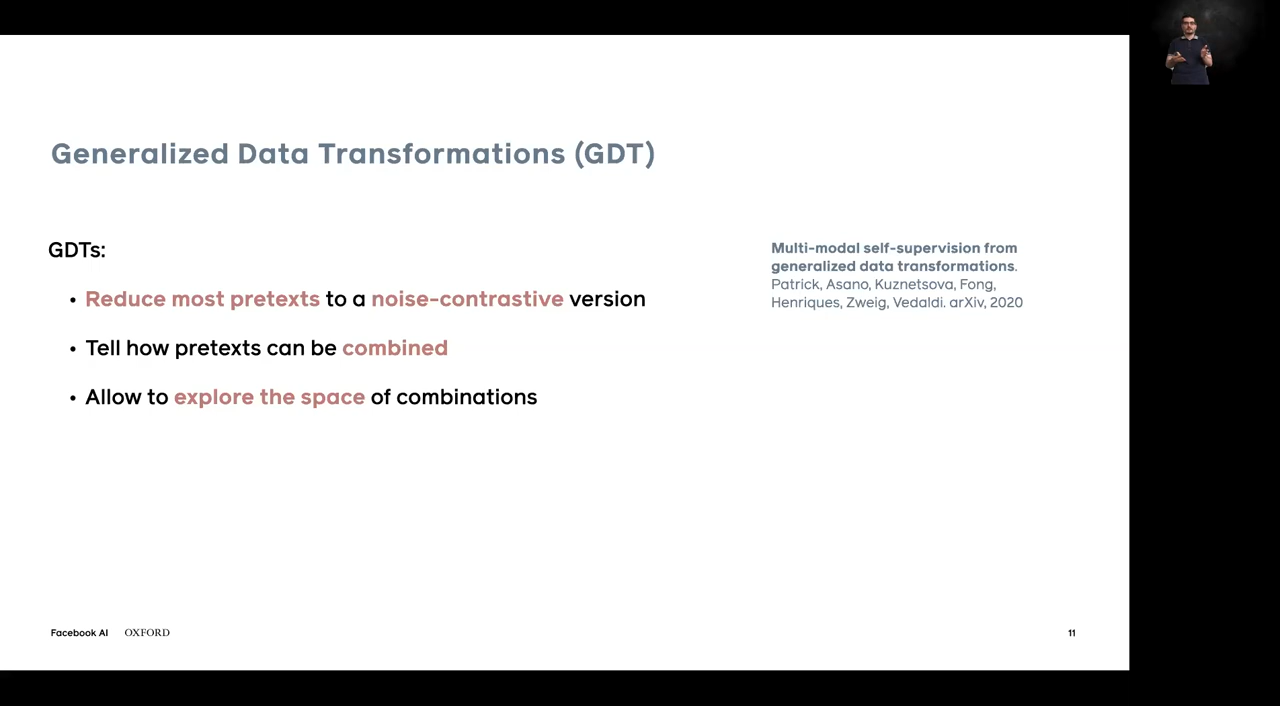 Generalized Data Transformations (GDT)
GDTs:
• Reduce most pretexts to a noise-contrastive version
• Tell how pretexts can be combined
• Allow to explore the space of combinations
Multi-modal self-supervision from
generalized data transformations.
Patrick, Asano, Kuznetsova, Fong,
Henriques, Zweig, Vedaldi. arXiv, 2020
Facebook AI OXFORD
11